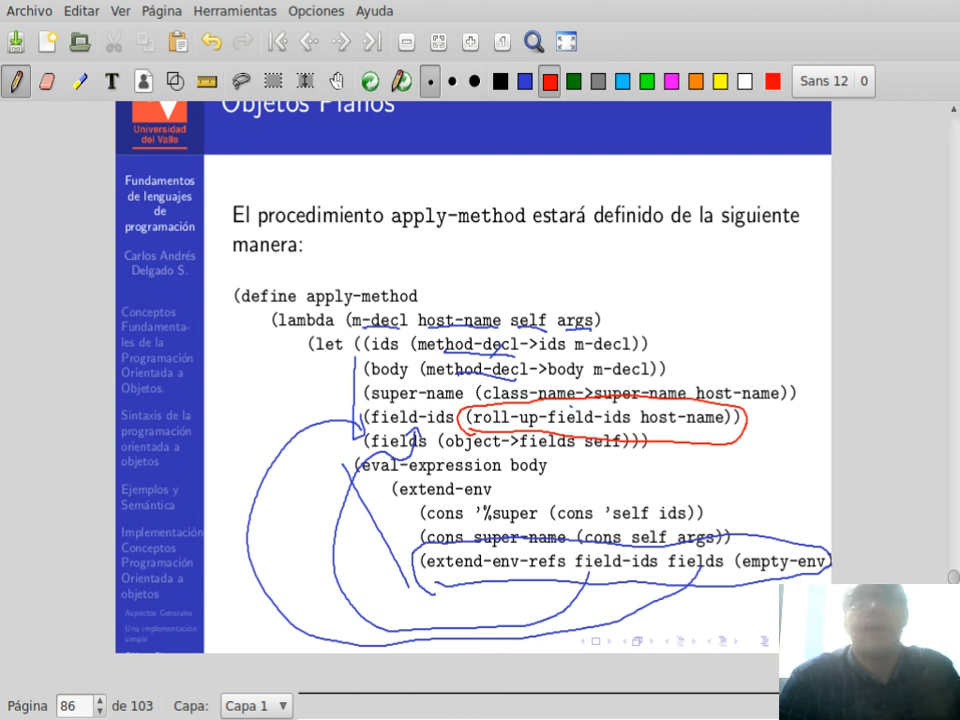 Archivo Editar Ver Página Herramientas Opciones Ayuda
Sans 12 0
Objetos Planos
Universidad
del Valle
Fundamentos
de lenguajes
de
programación
Carlos Andrés
Delgado S.
Conceptos
Fundamenta-
les de la
Programación
Orientada a
Objetos.
Sintaxis de la
programación
orientada a
objetos
Ejemplos y
Semántica
Implementación
Conceptos
Programación
Orientada a
objetos
Aspectos Generales
Una implementación
simple
El procedimiento apply-method estará definido de la siguiente
manera:
(define apply-method
(lambda (m-decl host-name self args)
(let ((ids (method-decl->ids m-decl))
(body (method-decl->body m-decl))
(super-name (class-name->super-name host-name))
(field-ids (roll-up-field-ids host-name))
(fields (object->fields self)))
(eval-expression body
(extend-env
(cons '%super (cons 'self ids))
(cons super-name (cons self args))
(extend-env-refs field-ids fields (empty-env)
Página 86 de 103 Capa: Capa 1